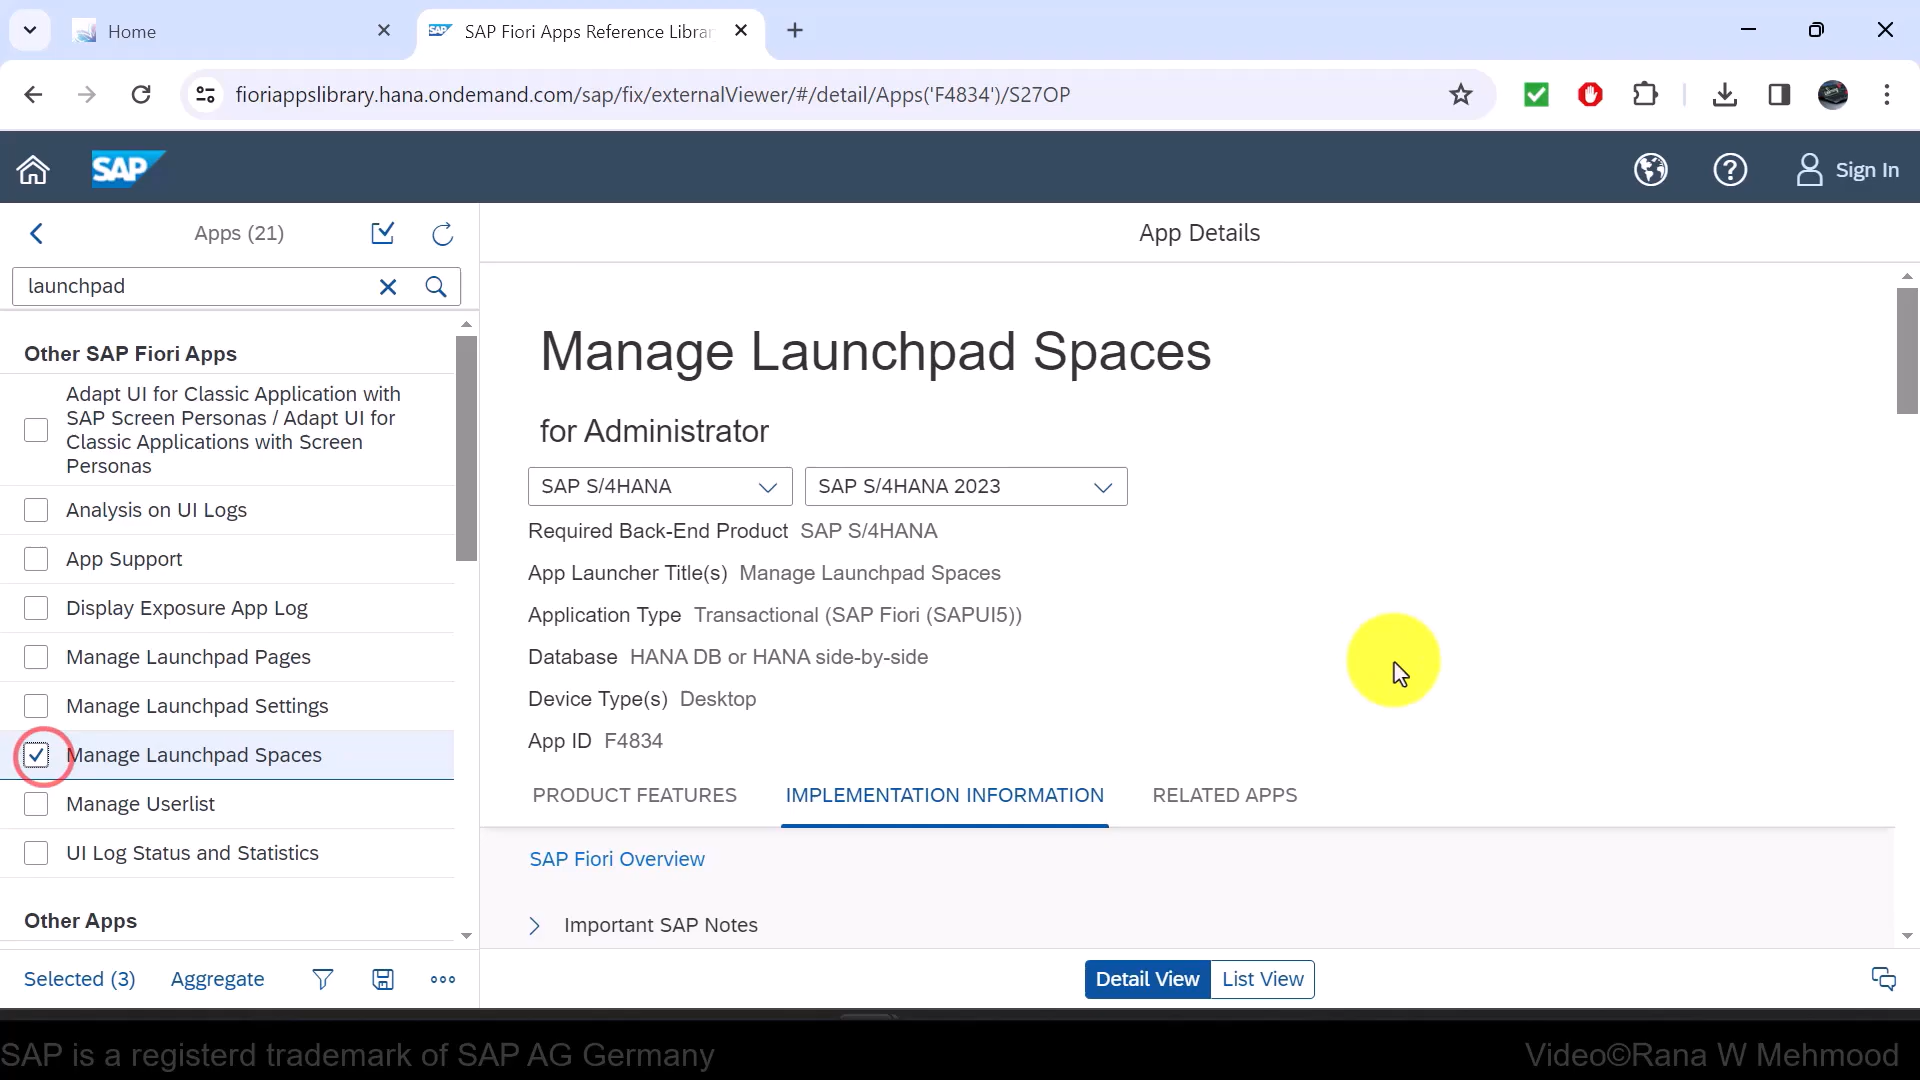 Home
SAP Fiori Apps Reference Librar
fioriappslibrary.hana.ondemand.com/sap/fix/externalViewer/#/detail/Apps('F4834')/S27OP
SAP
Sign In
Apps (21)
App Details
launchpad
Other SAP Fiori Apps
Adapt UI for Classic Application with
SAP Screen Personas / Adapt UI for
Classic Applications with Screen
Personas
Analysis on UI Logs
App Support
Display Exposure App Log
Manage Launchpad Pages
Manage Launchpad Settings
Manage Launchpad Spaces
Manage Userlist
UI Log Status and Statistics
Other Apps
Selected (3) Aggregate
Manage Launchpad Spaces
for Administrator
SAP S/4HANA SAP S/4HANA 2023
Required Back-End Product SAP S/4HANA
App Launcher Title(s) Manage Launchpad Spaces
Application Type Transactional (SAP Fiori (SAPUI5))
Database HANA DB or HANA side-by-side
Device Type(s) Desktop
App ID F4834
PRODUCT FEATURES IMPLEMENTATION INFORMATION RELATED APPS
SAP Fiori Overview
Important SAP Notes
Detail View List View
SAP is a registerd trademark of SAP AG Germany
Video©Rana W Mehmood